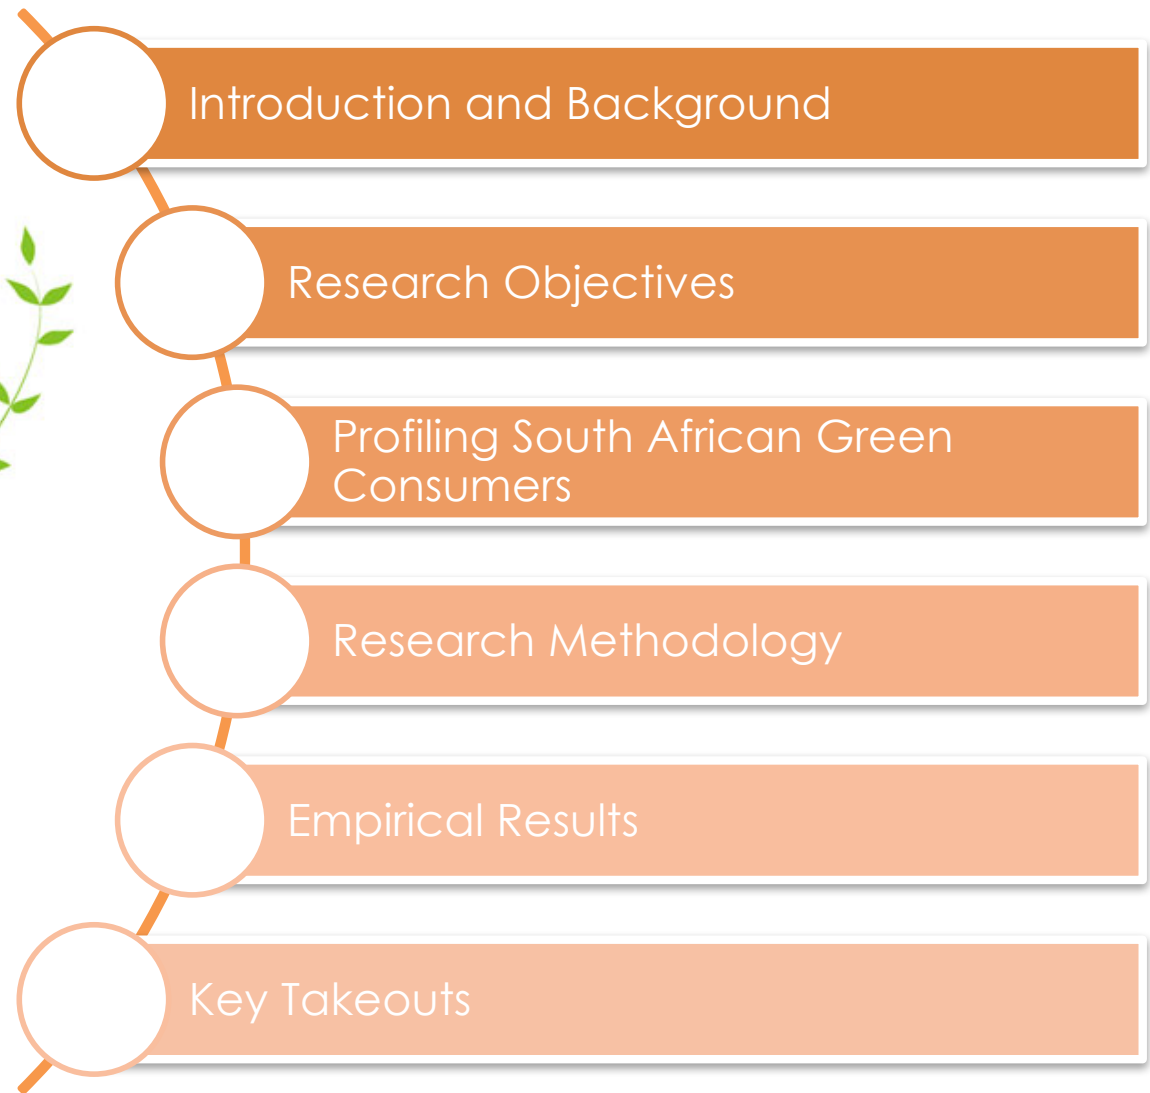 Introduction and Background
Research Objectives
Profiling South African Green
Consumers
Research Methodology
Empirical Results
Key Takeouts